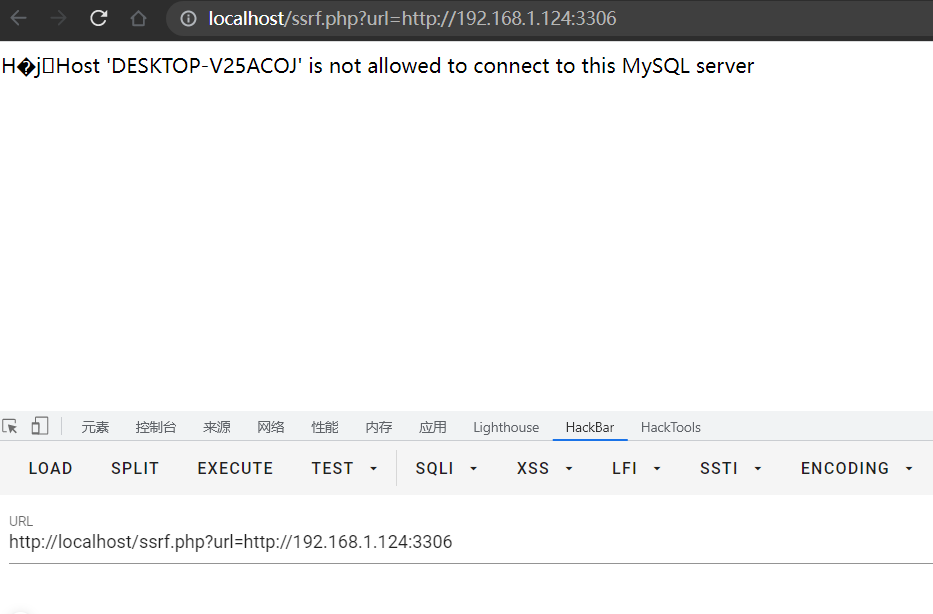 localhost/ssrf.php?url=http://192.168.1.124:3306
H�jHost 'DESKTOP-V25ACOJ' is not allowed to connect to this MySQL server
元素 控制台 来源 网络 性能 内存 应用 Lighthouse HackBar HackTools
LOAD SPLIT EXECUTE TEST SQLI XSS LFI SSTI ENCODING
URL
http://localhost/ssrf.php?url=http://192.168.1.124:3306